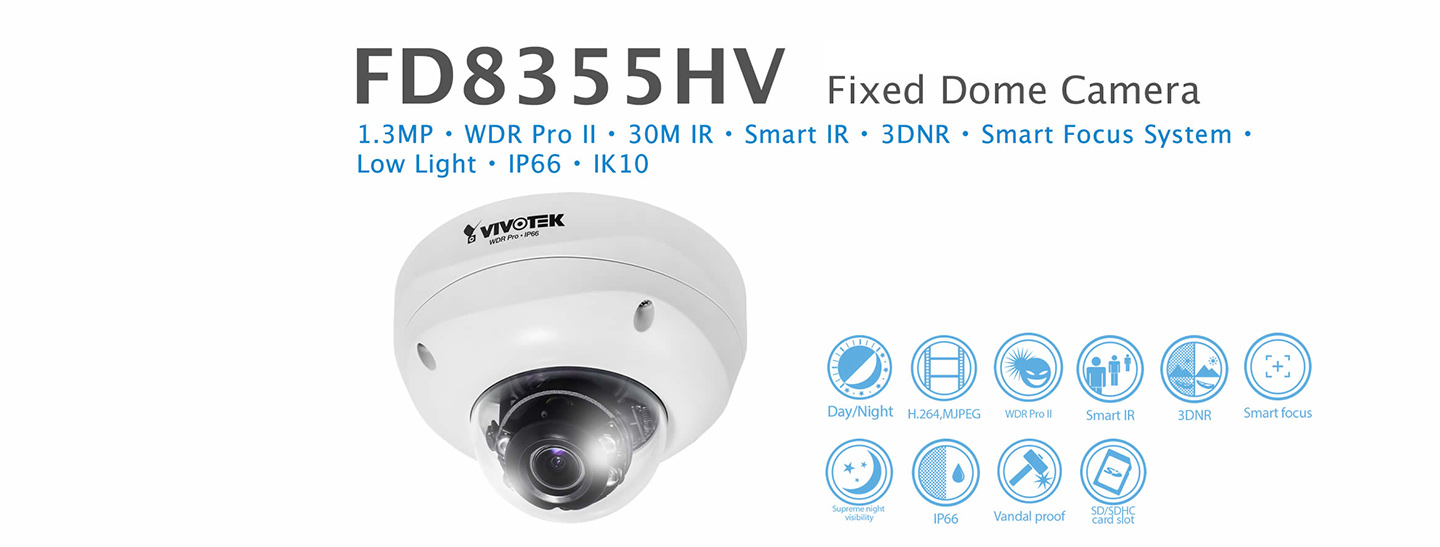 FD8355HV Fixed Dome Camera
1.3MP • WDR Pro II • 30M IR • Smart IR • 3DNR • Smart Focus System •
Low Light • IP66 • IK10
VIVOTEK
WDR Pro • IP66
Day/Night
H.264,MJPEG
WDR Pro II
Smart IR
3DNR
Smart focus
Supreme night
visibility
IP66
Vandal proof
SD
SD/SDHC
card slot